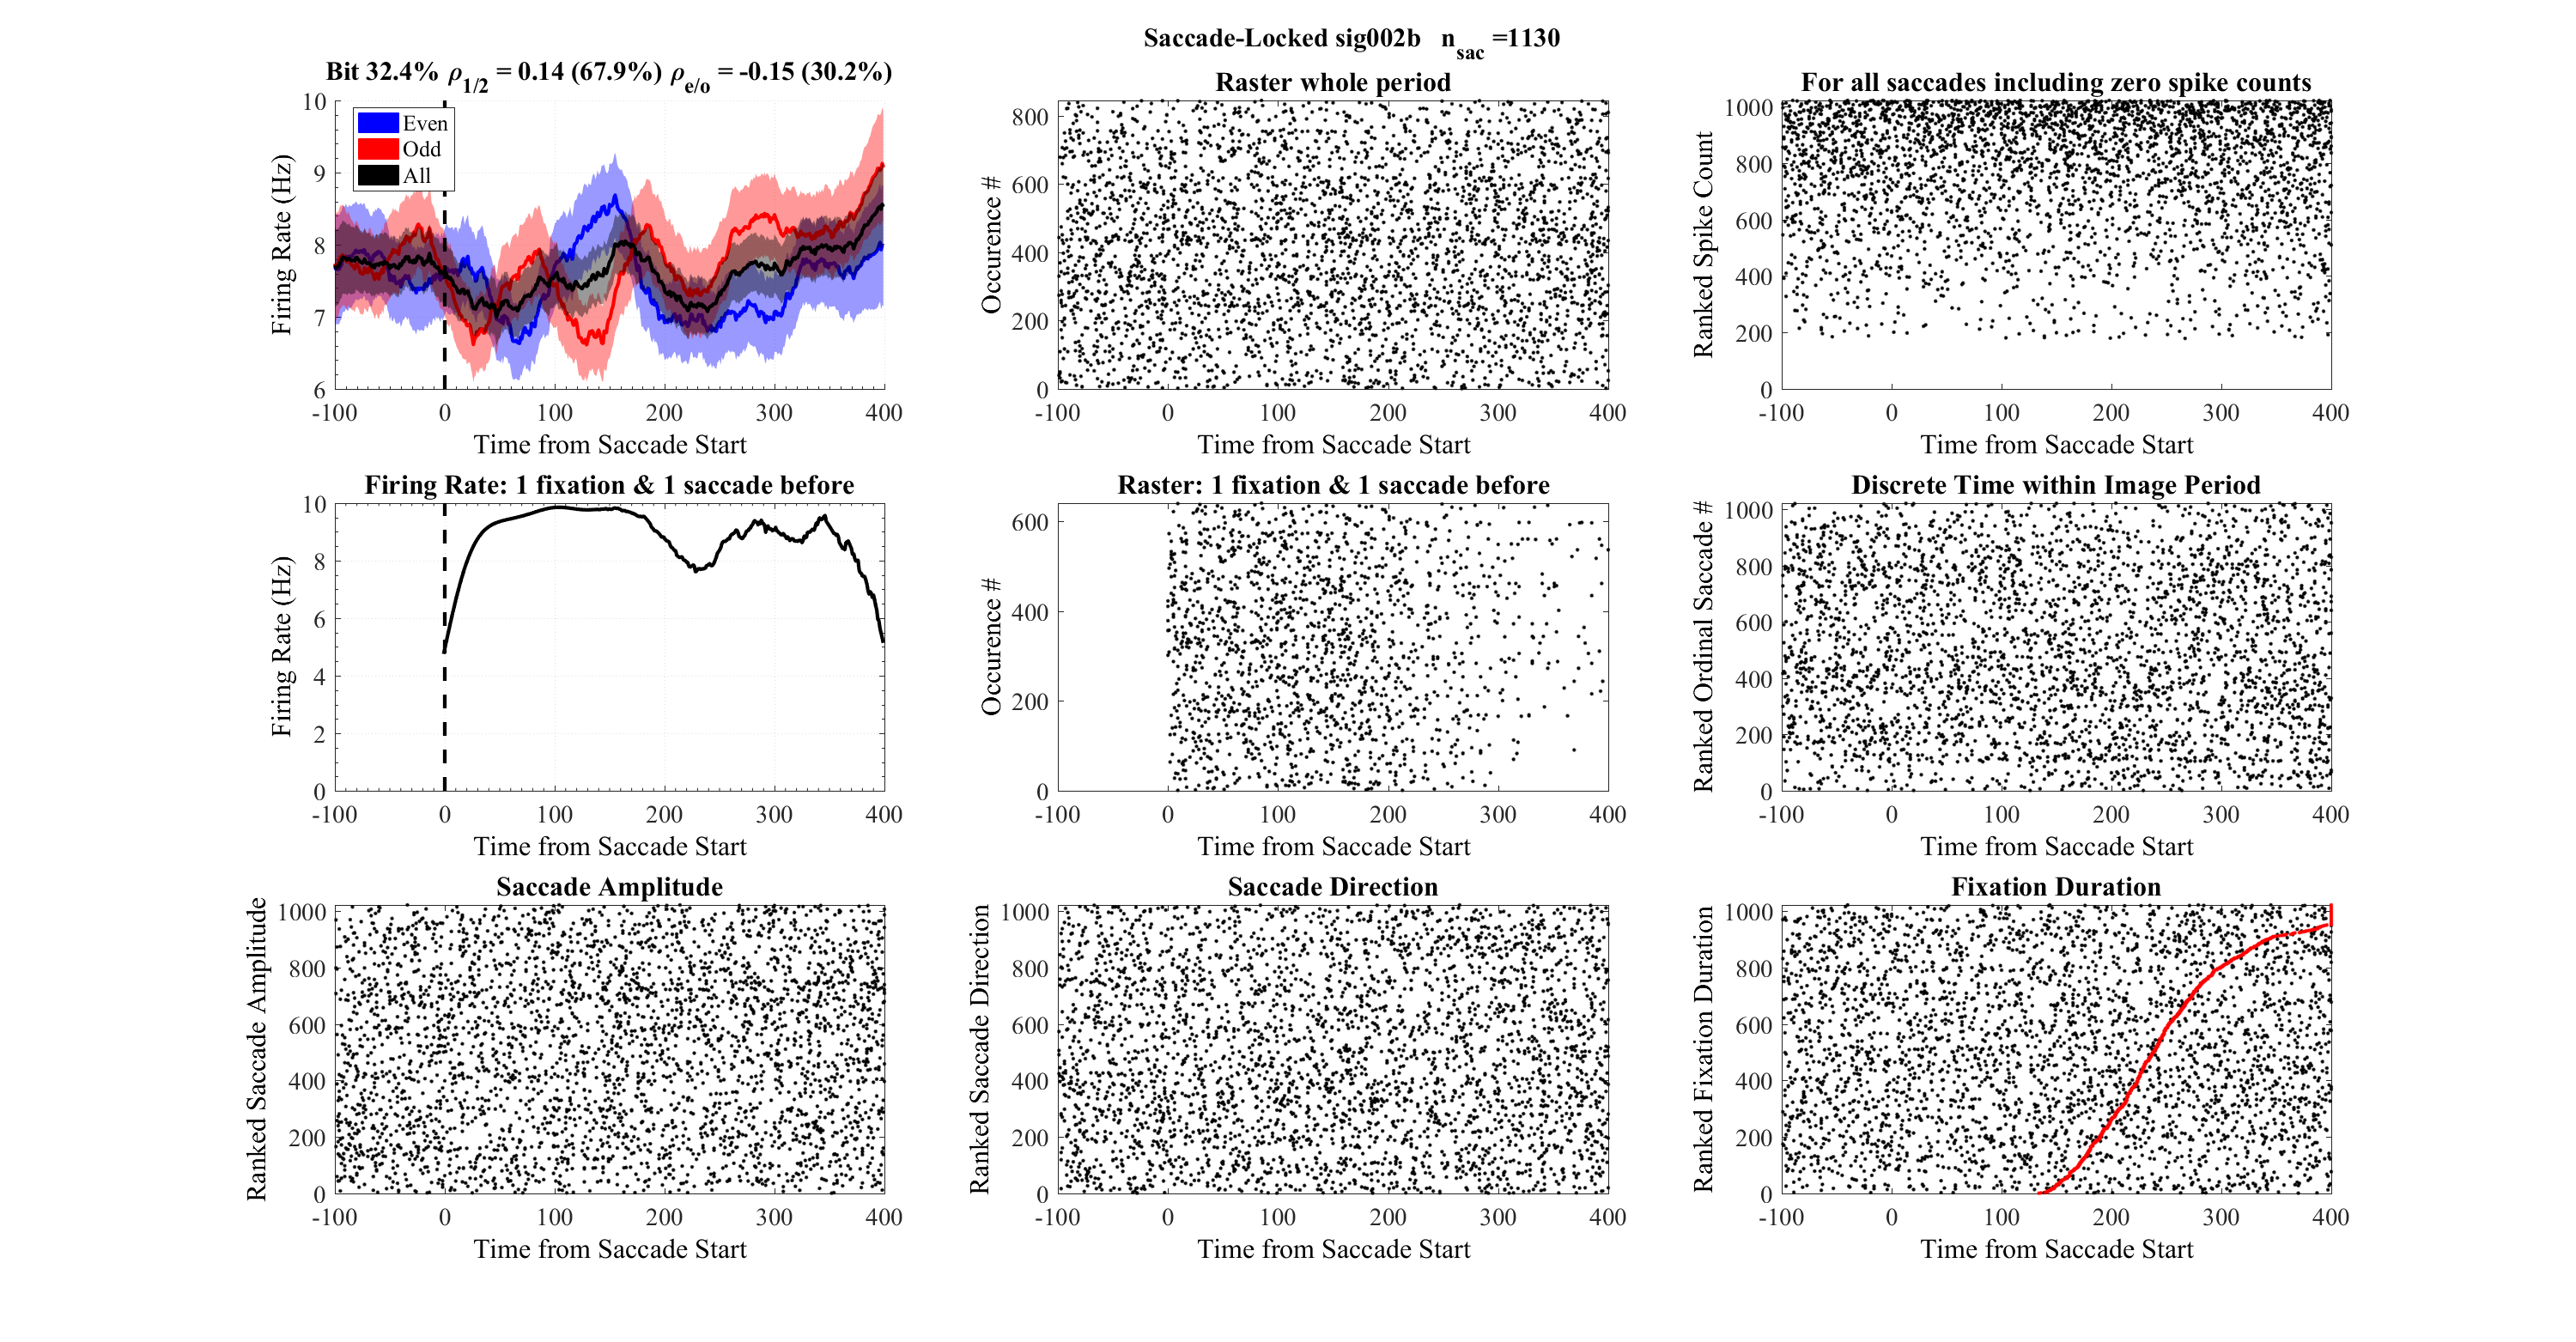 Saccade-Locked sig002b n_sac =1130
Bit 32.4% ρ_1/2 = 0.14 (67.9%) ρ_e/o = -0.15 (30.2%)
Even
Odd
All
Firing Rate (Hz)
10
9
8
7
6
-100 0 100 200 300 400
Time from Saccade Start
Raster whole period
Occurence #
800
600
400
200
0
-100 0 100 200 300 400
Time from Saccade Start
For all saccades including zero spike counts
Ranked Spike Count
1000
800
600
400
200
0
-100 0 100 200 300 400
Time from Saccade Start
Firing Rate: 1 fixation & 1 saccade before
Firing Rate (Hz)
10
8
6
4
2
0
-100 0 100 200 300 400
Time from Saccade Start
Raster: 1 fixation & 1 saccade before
Occurence #
600
400
200
0
-100 0 100 200 300 400
Time from Saccade Start
Discrete Time within Image Period
Ranked Ordinal Saccade #
1000
800
600
400
200
0
-100 0 100 200 300 400
Time from Saccade Start
Saccade Amplitude
Ranked Saccade Amplitude
1000
800
600
400
200
0
-100 0 100 200 300 400
Time from Saccade Start
Saccade Direction
Ranked Saccade Direction
1000
800
600
400
200
0
-100 0 100 200 300 400
Time from Saccade Start
Fixation Duration
Ranked Fixation Duration
1000
800
600
400
200
0
-100 0 100 200 300 400
Time from Saccade Start